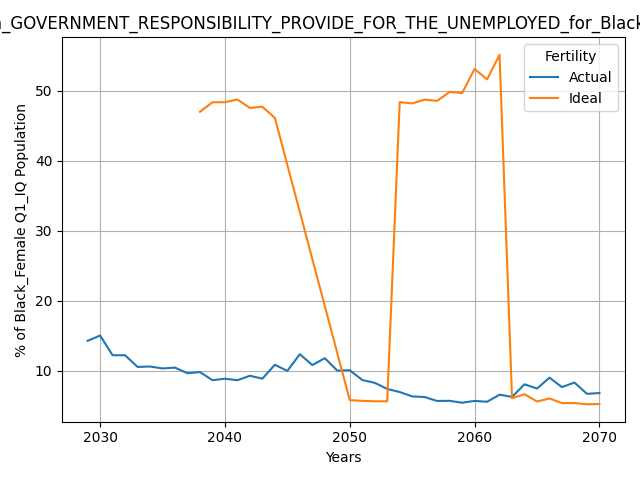 _GOVERNMENT_RESPONSIBILITY_PROVIDE_FOR_THE_UNEMPLOYED_for_Black
Fertility
Actual
Ideal
% of Black_Female Q1_IQ Population
50
40
30
20
10
2030 2040 2050 2060 2070
Years